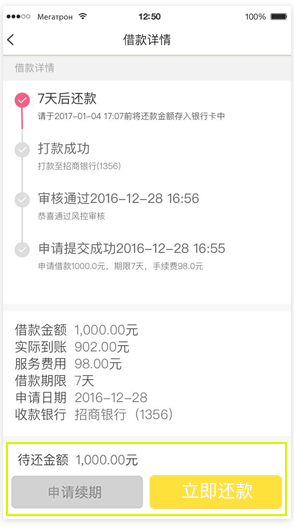 Мегатрон 12:50 100%
借款详情
借款详情
7天后还款
请于2017-01-04 17:07前将还款金额存入银行卡中
打款成功
打款至招商银行(1356)
审核通过2016-12-28 16:56
恭喜通过风控审核
申请提交成功2016-12-28 16:55
申请借款1000.0元，期限7天，手续费98.0元
借款金额 1,000.00元
实际到账 902.00元
服务费用 98.00元
借款期限 7天
申请日期 2016-12-28
收款银行 招商银行（1356）
待还金额 1,000.00元
申请续期 立即还款